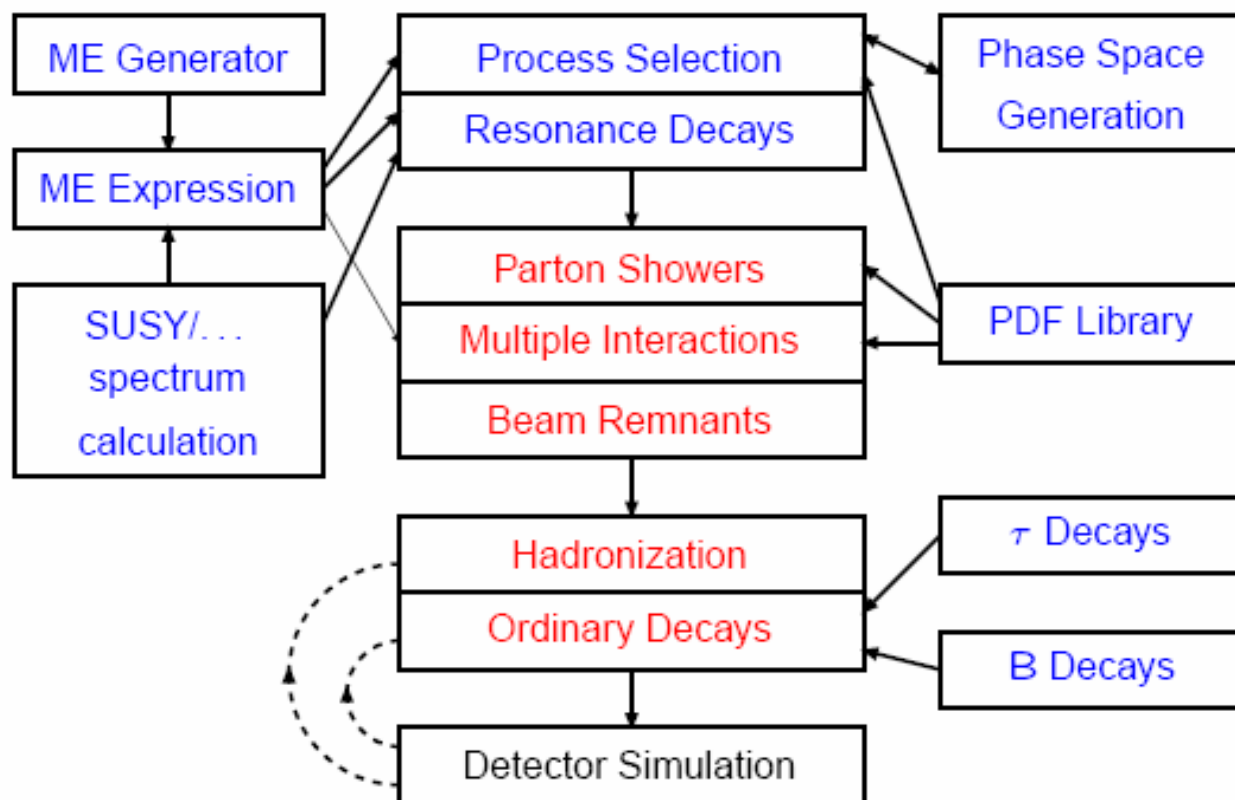 ME Generator
ME Expression
SUSY/...
spectrum
calculation
Process Selection
Resonance Decays
Parton Showers
Multiple Interactions
Beam Remnants
Hadronization
Ordinary Decays
Detector Simulation
Phase Space
Generation
PDF Library
τ Decays
B Decays